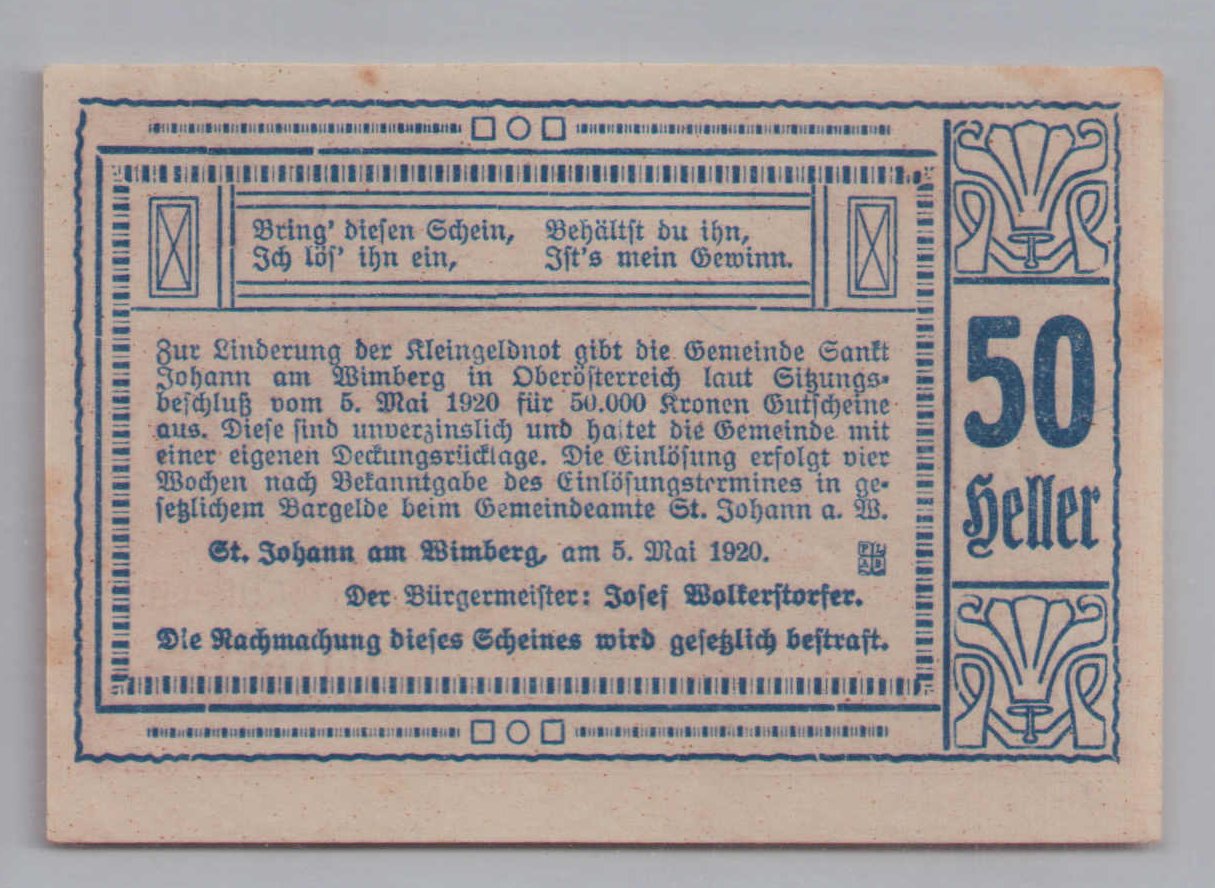 Bring' diesen Schein, Behältst du ihn,
Ich lös' ihn ein, Ist's mein Gewinn.
Zur Linderung der Kleingeldnot gibt die Gemeinde Sankt
Johann am Wimberg in Oberösterreich laut Sitzungs-
beschluß vom 5. Mai 1920 für 50.000 Kronen Gutscheine
aus. Diese sind unverzinslich und haftet die Gemeinde mit
einer eigenen Deckungsrücklage. Die Einlösung erfolgt vier
Wochen nach Bekanntgabe des Einlösungstermines in ge-
setzlichem Bargelde beim Gemeindeamte St. Johann a. W.
St. Johann am Wimberg, am 5. Mai 1920.
Der Bürgermeister: Josef Wolkerstorfer.
Die Nachmachung dieses Scheines wird gesetzlich bestraft.
50
Heller